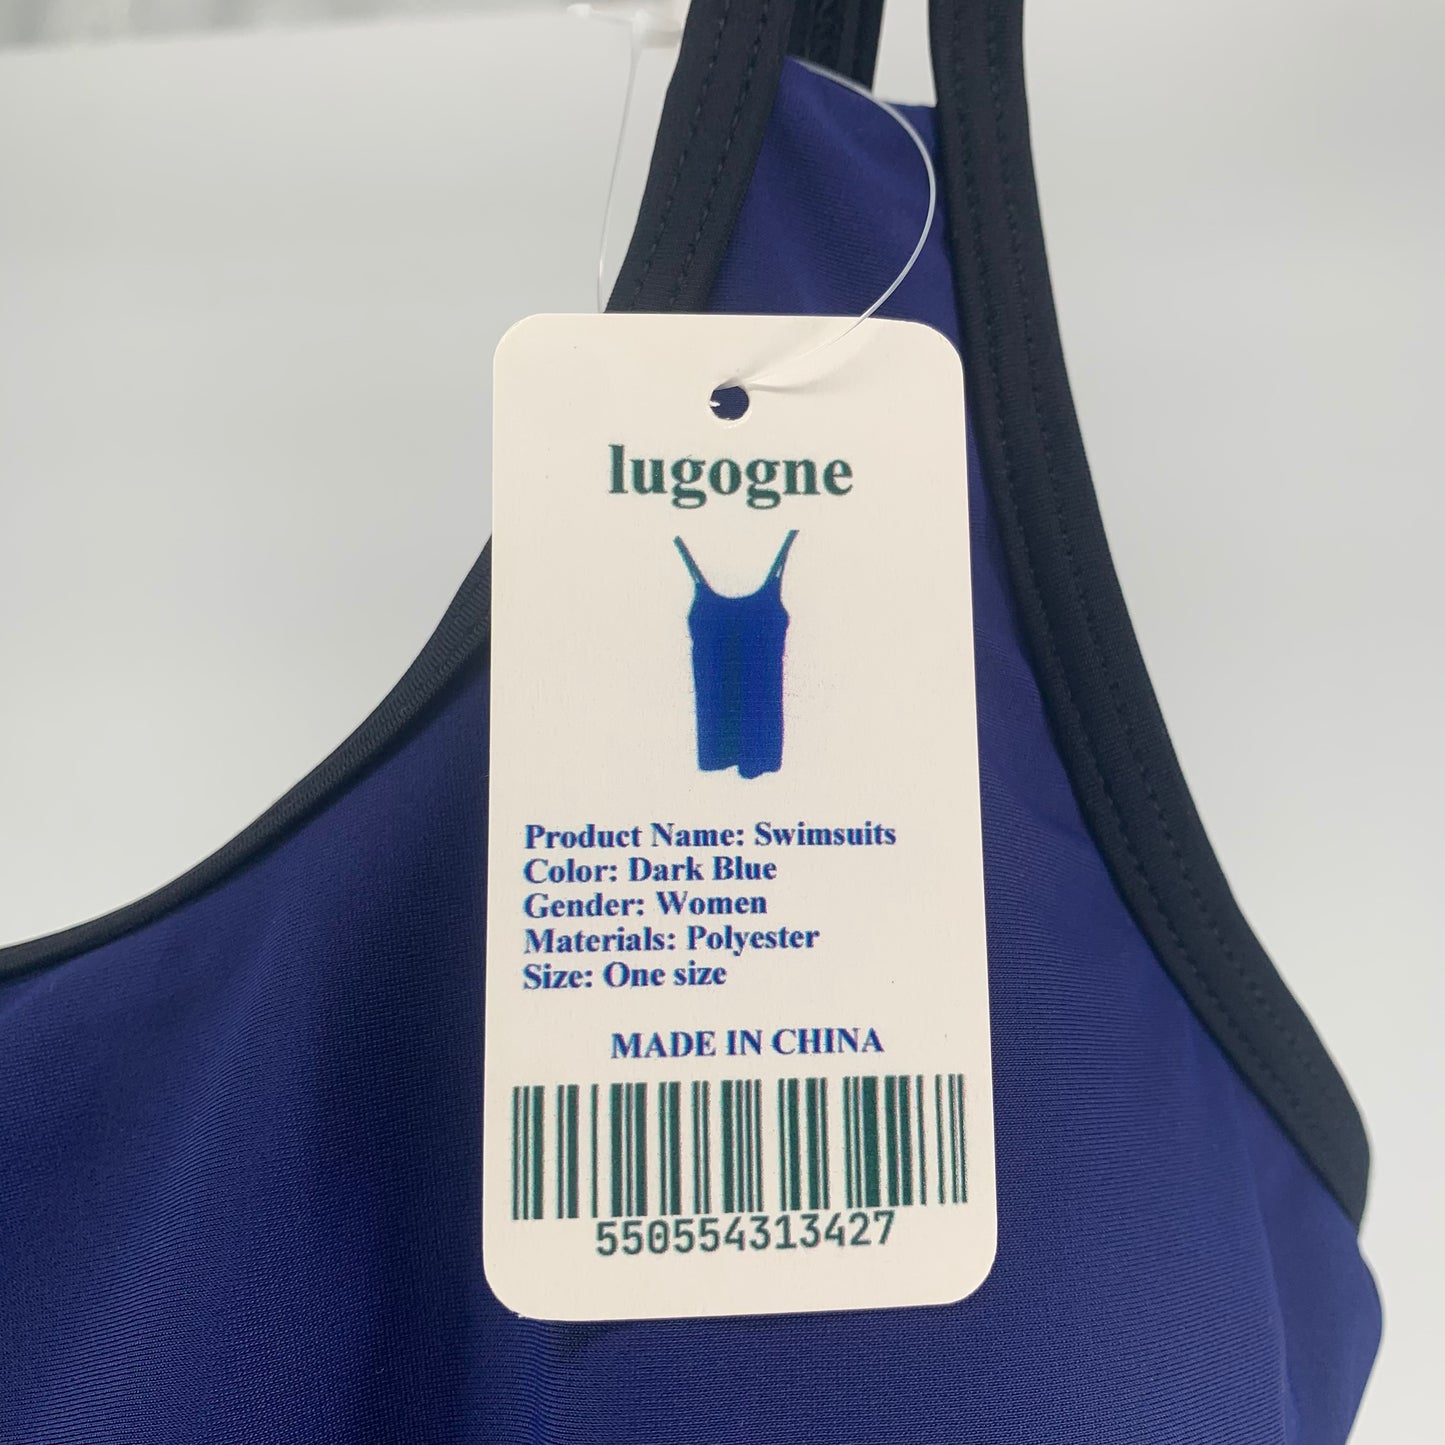 lugogne
Product Name: Swimsuits
Color: Dark Blue
Gender: Women
Materials: Polyester
Size: One size
MADE IN CHINA
550554313427